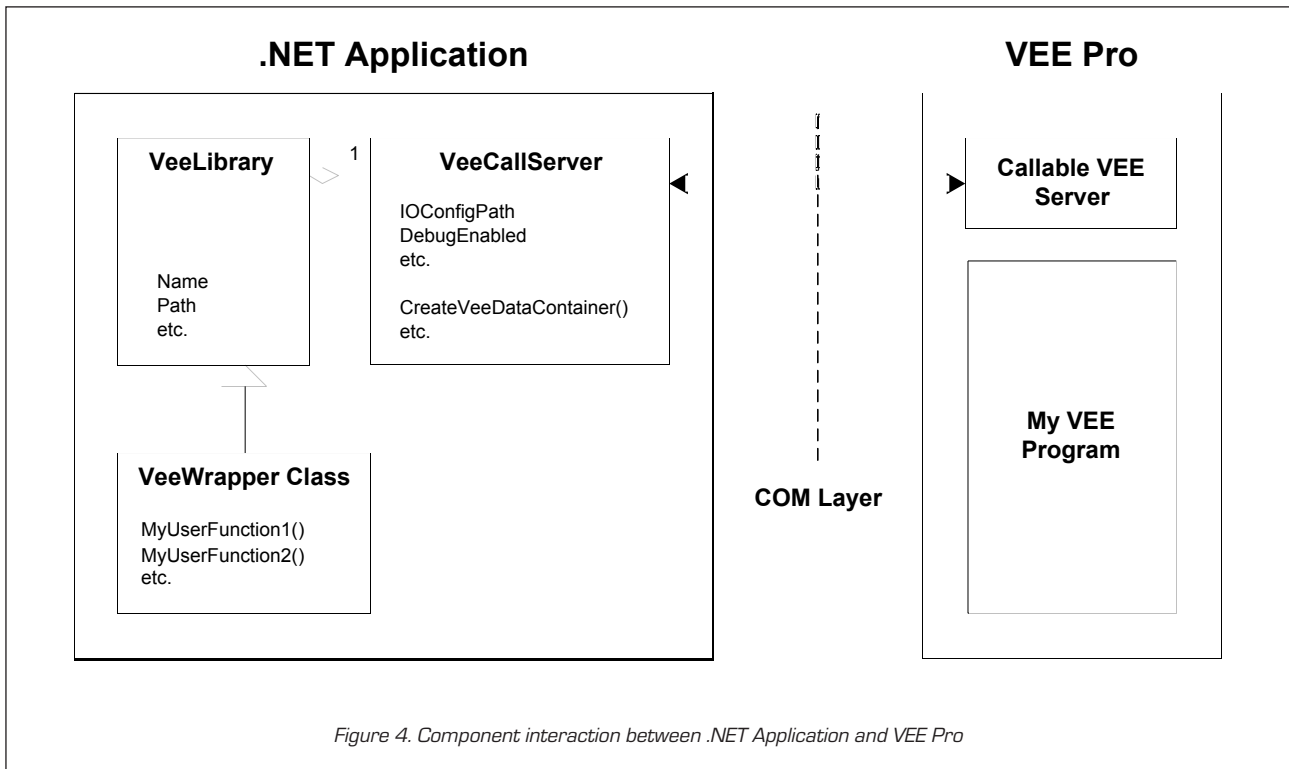 .NET Application
VEE Pro
VeeLibrary
1
VeeCallServer
Name
Path
etc.
IOConfigPath
DebugEnabled
etc.
CreateVeeDataContainer()
etc.
VeeWrapper Class
MyUserFunction1()
MyUserFunction2()
etc.
COM Layer
Callable VEE
Server
My VEE
Program
Figure 4. Component interaction between .NET Application and VEE Pro